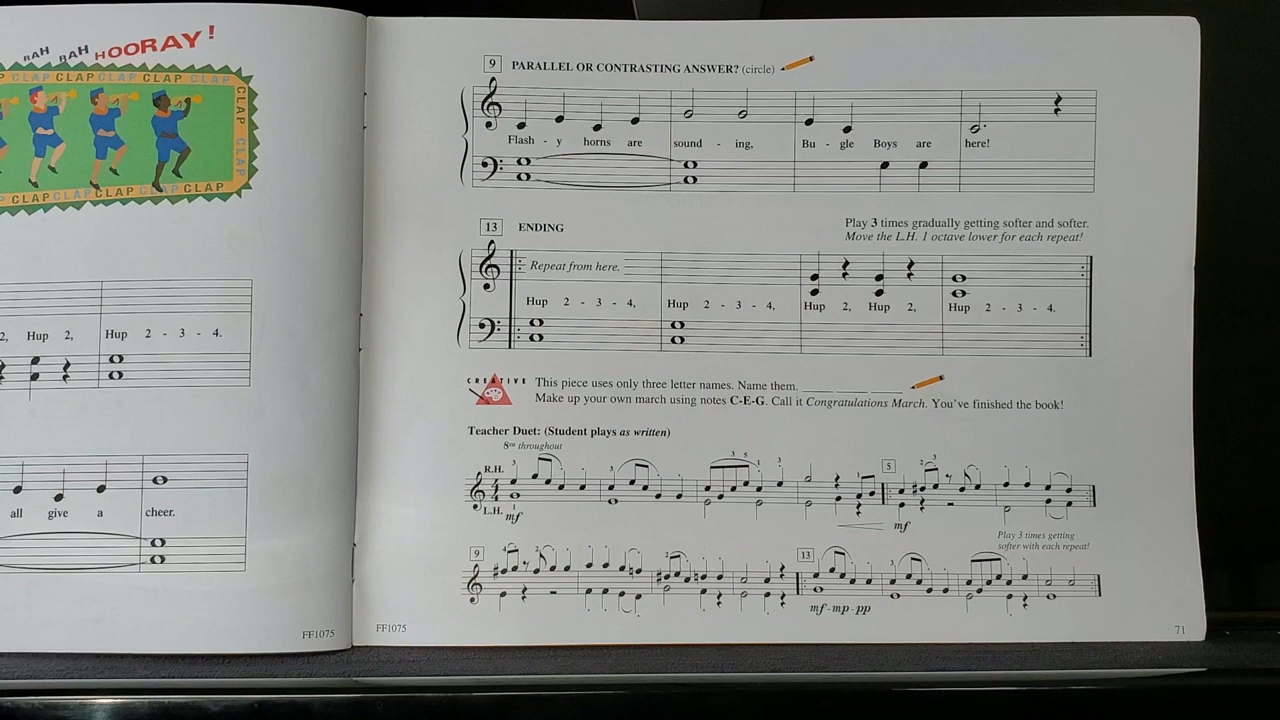 RAH RAH HOORAY!
CLAP CLAP CLAP CLAP CLAP
CLAP CLAP
CLAP CLAP CLAP CLAP CLAP
2, Hup 2, Hup 2 - 3 - 4.
all give a cheer.
FF1075
9 PARALLEL OR CONTRASTING ANSWER? (circle)
Flash - y horns are sound - ing, Bu - gle Boys are here!
13 ENDING
Play 3 times gradually getting softer and softer.
Move the L.H. 1 octave lower for each repeat!
Repeat from here.
Hup 2 - 3 - 4, Hup 2 - 3 - 4, Hup 2, Hup 2, Hup 2 - 3 - 4.
CREATIVE
This piece uses only three letter names. Name them. ___ ___ ___
Make up your own march using notes C-E-G. Call it Congratulations March. You've finished the book!
Teacher Duet: (Student plays as written)
8va throughout
R.H.
L.H.
mf
5
mf
Play 3 times getting
softer with each repeat!
9
13
mf-mp-pp
FF1075
71